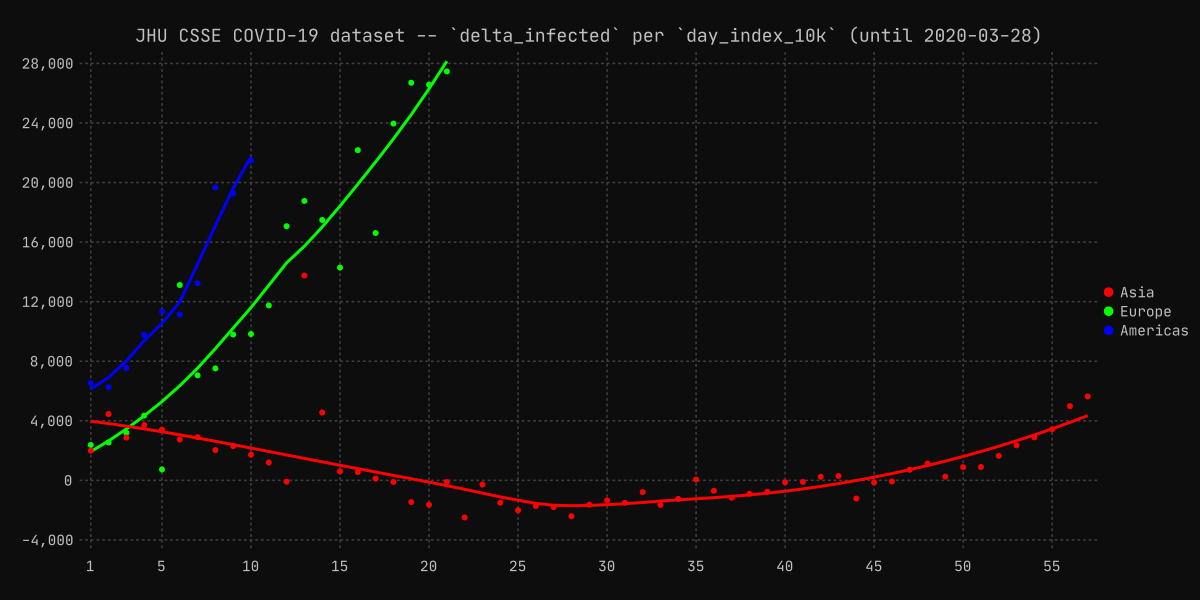 JHU CSSE COVID-19 dataset -- `delta_infected` per `day_index_10k` (until 2020-03-28)
28,000
24,000
20,000
16,000
12,000
8,000
4,000
0
−4,000
1 5 10 15 20 25 30 35 40 45 50 55
Asia
Europe
Americas